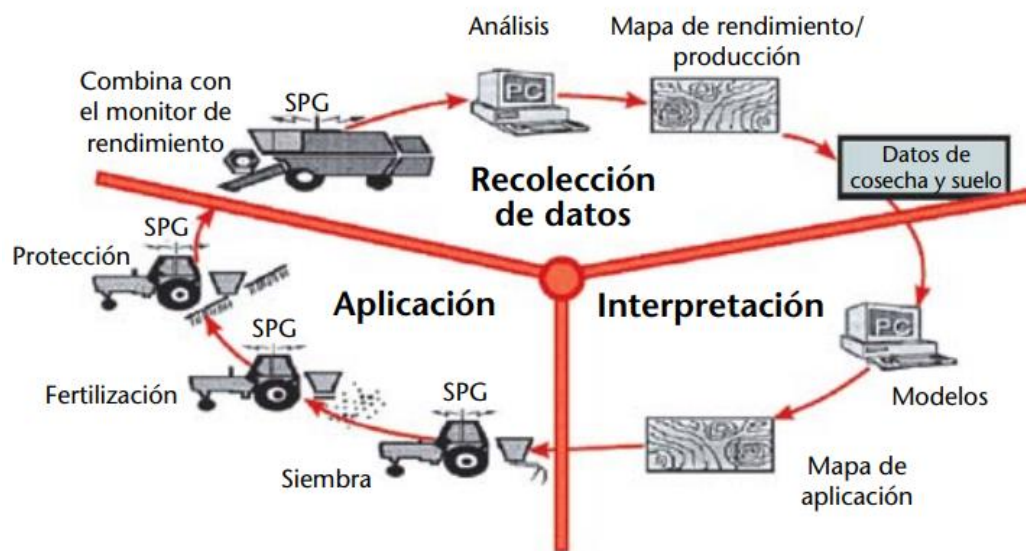 Análisis
Mapa de rendimiento/
producción
Combina con
el monitor de
rendimiento
SPG
PC
Datos de
cosecha y suelo
Recolección
de datos
SPG
Protección
Aplicación
Interpretación
PC
SPG
Fertilización
Modelos
SPG
Siembra
Mapa de
aplicación